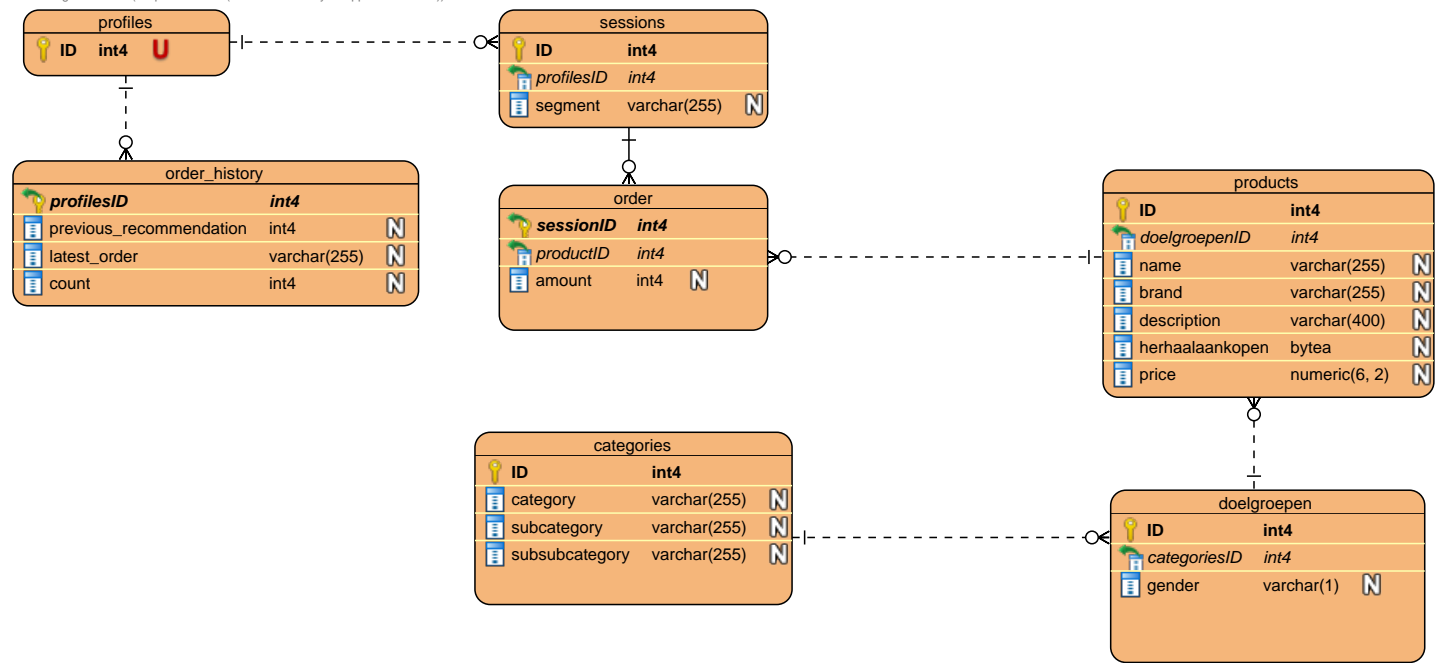 profiles
ID int4 U
sessions
ID int4
profilesID int4
segment varchar(255) N
order_history
profilesID int4
previous_recommendation int4 N
latest_order varchar(255) N
count int4 N
order
sessionID int4
productID int4
amount int4 N
products
ID int4
doelgroepenID int4
name varchar(255) N
brand varchar(255) N
description varchar(400) N
herhaalaankopen bytea N
price numeric(6, 2) N
categories
ID int4
category varchar(255) N
subcategory varchar(255) N
subsubcategory varchar(255) N
doelgroepen
ID int4
categoriesID int4
gender varchar(1) N